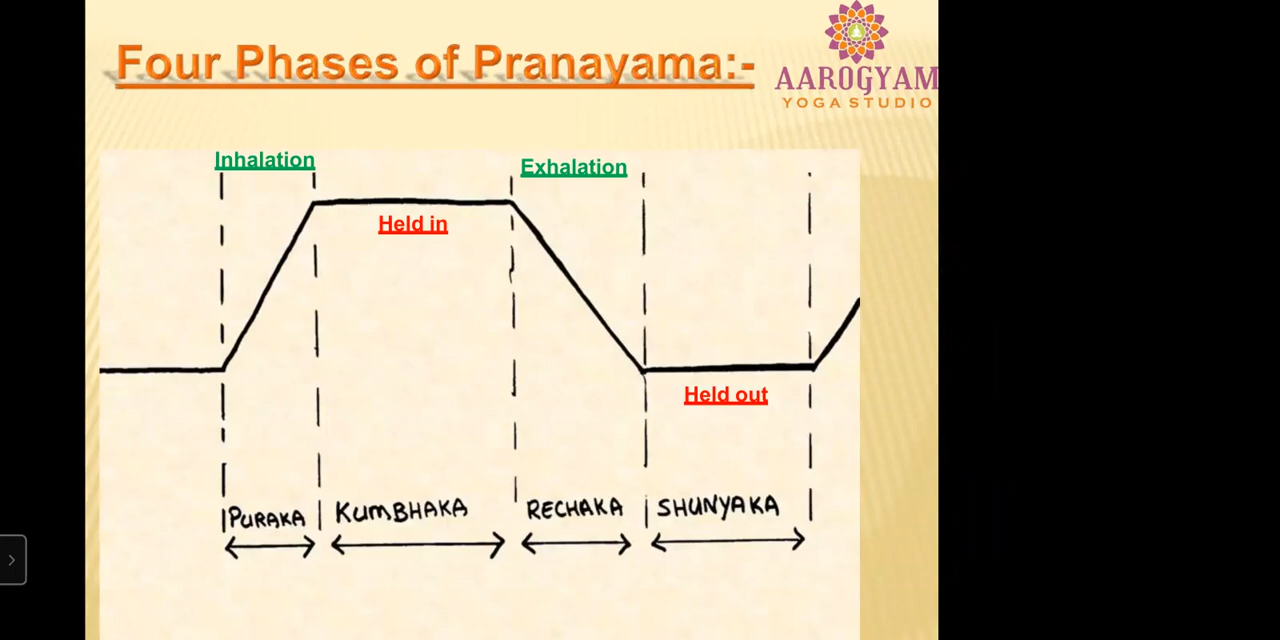 Four Phases of Pranayama:-
AAROGYAM
YOGA STUDIO
Inhalation
Exhalation
Held in
Held out
PURAKA
KUMBHAKA
RECHAKA
SHUNYAKA